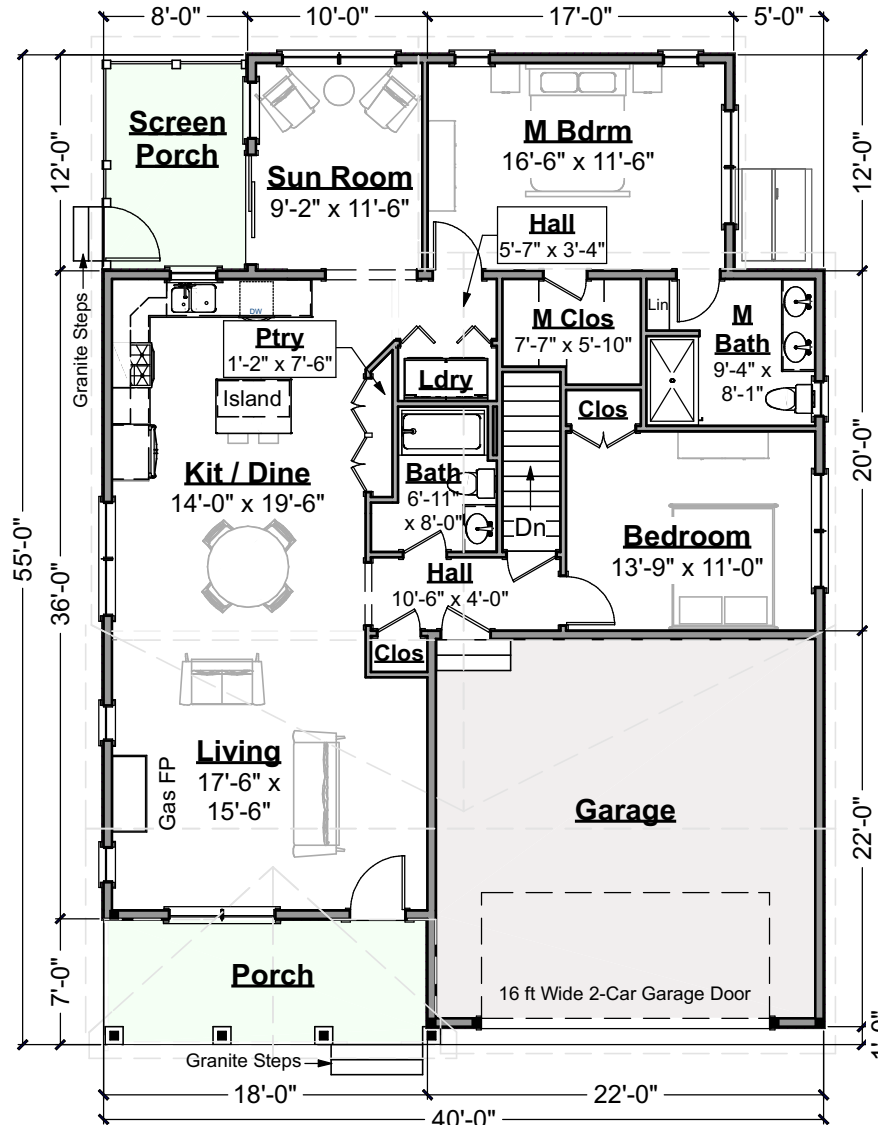 8'-0"
10'-0"
17'-0"
5'-0"
12'-0"
Screen
Porch
Sun Room
9'-2" x 11'-6"
M Bdrm
16'-6" x 11'-6"
12'-0"
Hall
5'-7" x 3'-4"
Granite Steps
DW
Ptry
1'-2" x 7'-6"
M Clos
7'-7" x 5'-10"
Lin
M
Bath
9'-4" x
8'-1"
Island
Ldry
Clos
Kit / Dine
14'-0" x 19'-6"
Bath
6'-11"
x 8'-0"
Dn
20'-0"
Bedroom
13'-9" x 11'-0"
55'-0"
36'-0"
Hall
10'-6" x 4'-0"
Clos
Living
17'-6" x
15'-6"
Gas FP
Garage
22'-0"
7'-0"
Porch
16 ft Wide 2-Car Garage Door
1'-0"
Granite Steps
18'-0"
22'-0"
40'-0"